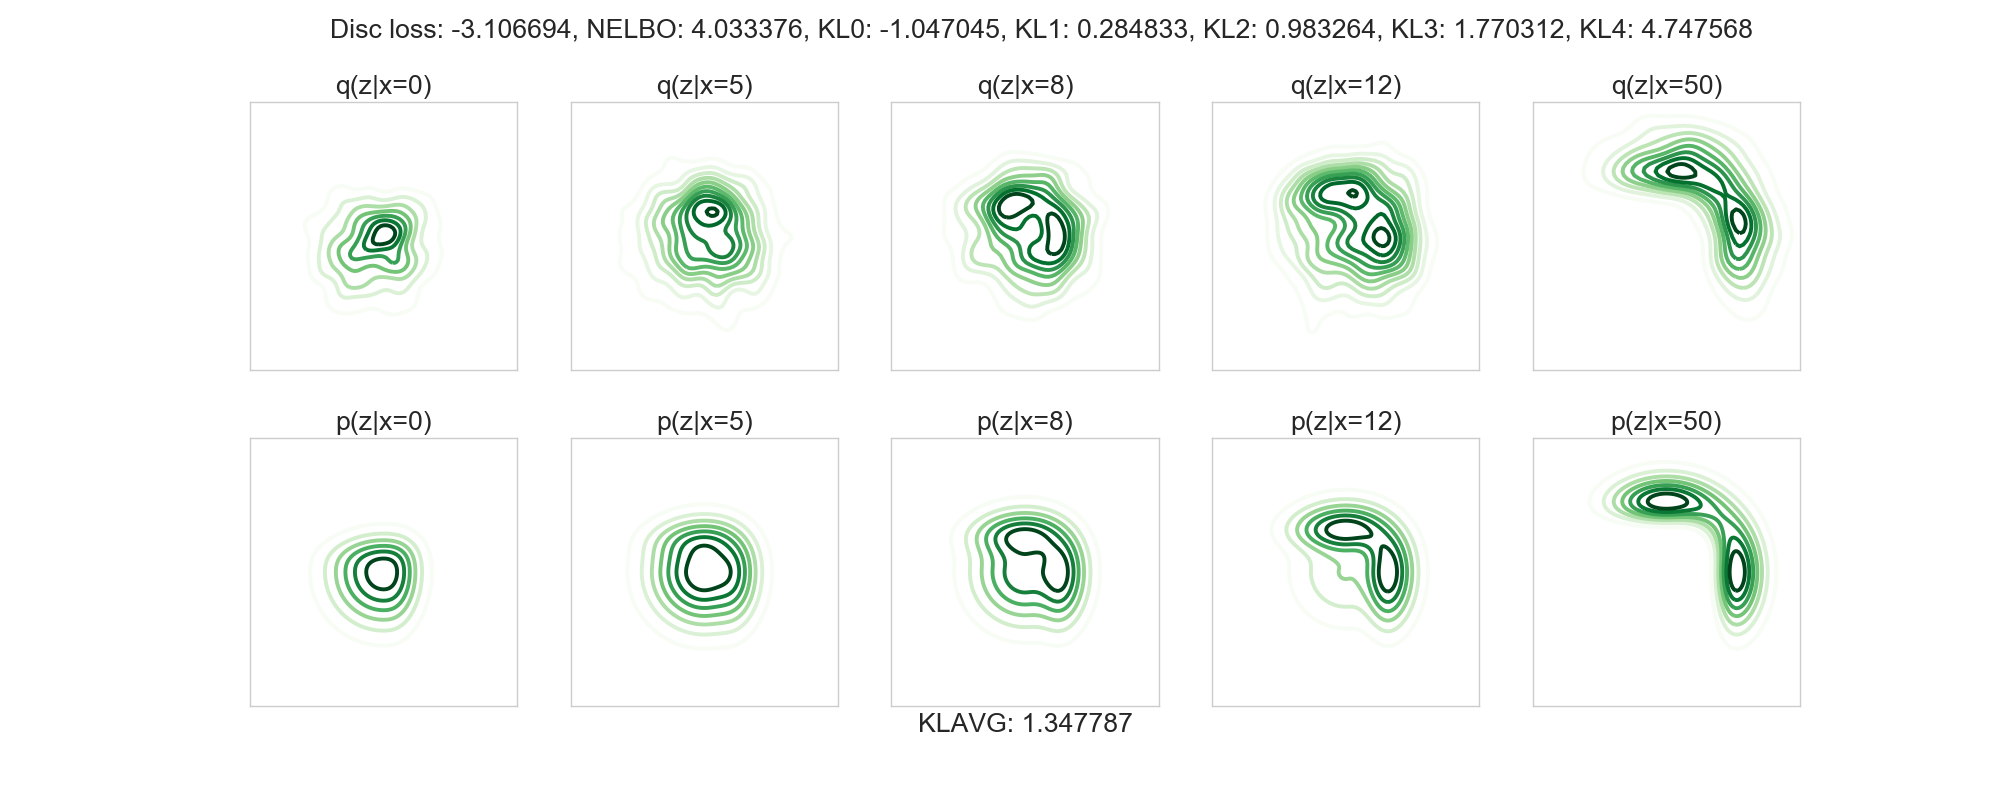 Disc loss: -3.106694, NELBO: 4.033376, KL0: -1.047045, KL1: 0.284833, KL2: 0.983264, KL3: 1.770312, KL4: 4.747568
q(z|x=0) q(z|x=5) q(z|x=8) q(z|x=12) q(z|x=50)
p(z|x=0) p(z|x=5) p(z|x=8) p(z|x=12) p(z|x=50)
KLAVG: 1.347787